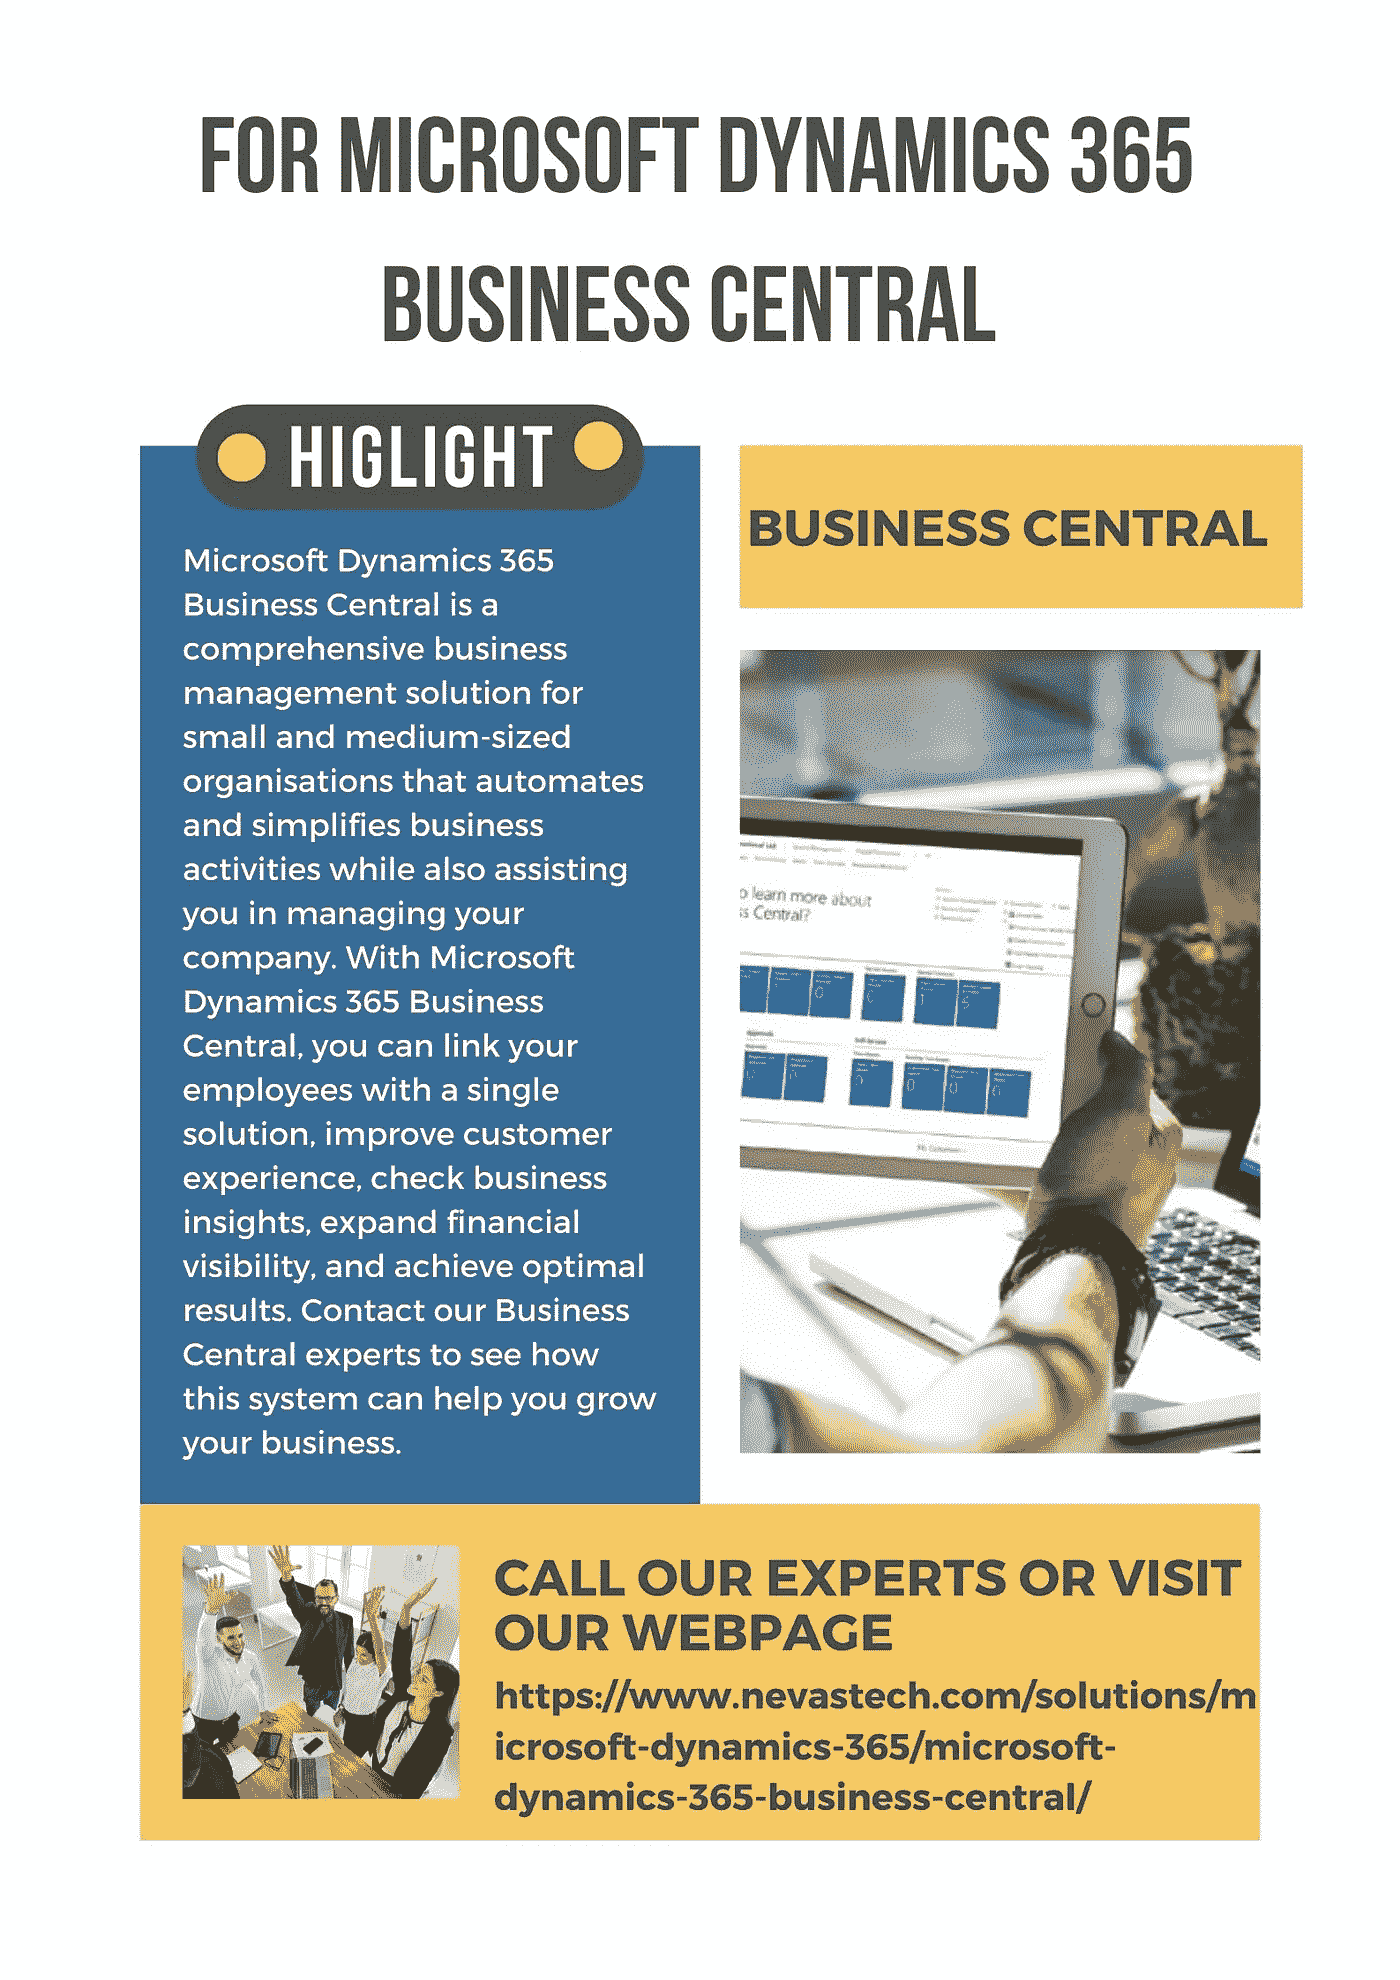 FOR MICROSOFT DYNAMICS 365
BUSINESS CENTRAL
HIGLIGHT
Microsoft Dynamics 365
Business Central is a
comprehensive business
management solution for
small and medium-sized
organisations that automates
and simplifies business
activities while also assisting
you in managing your
company. With Microsoft
Dynamics 365 Business
Central, you can link your
employees with a single
solution, improve customer
experience, check business
insights, expand financial
visibility, and achieve optimal
results. Contact our Business
Central experts to see how
this system can help you grow
your business.
BUSINESS CENTRAL
o learn more about
ss Central?
CALL OUR EXPERTS OR VISIT
OUR WEBPAGE
https://www.nevastech.com/solutions/m
icrosoft-dynamics-365/microsoft-
dynamics-365-business-central/